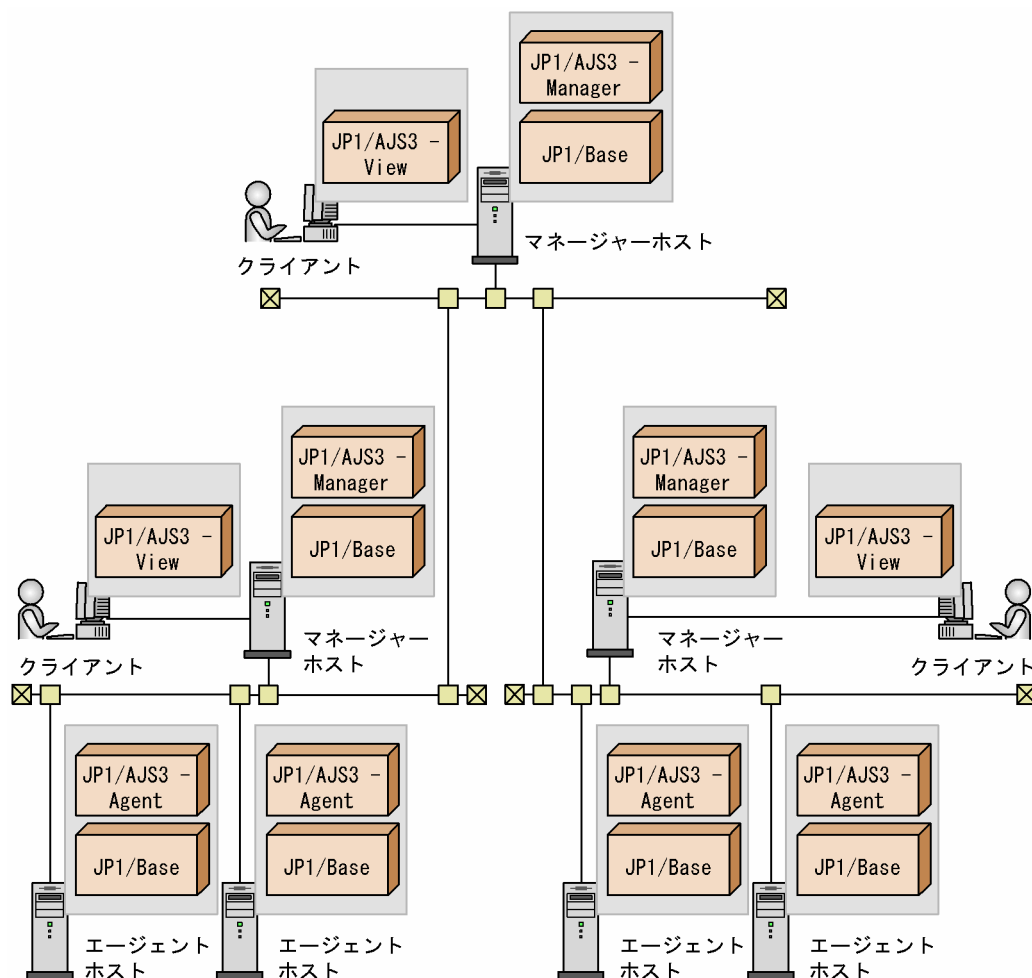 JP1/AJS3 -
Manager
JP1/AJS3 -
View
JP1/Base
マネージャーホスト
クライアント
JP1/AJS3 -
Manager
JP1/AJS3 -
Manager
JP1/AJS3 -
View
JP1/Base
JP1/Base
JP1/AJS3 -
View
マネージャー
ホスト
クライアント
マネージャー
ホスト
クライアント
JP1/AJS3 -
Agent
JP1/AJS3 -
Agent
JP1/AJS3 -
Agent
JP1/AJS3 -
Agent
JP1/Base
JP1/Base
JP1/Base
JP1/Base
エージェント
ホスト
エージェント
ホスト
エージェント
ホスト
エージェント
ホスト